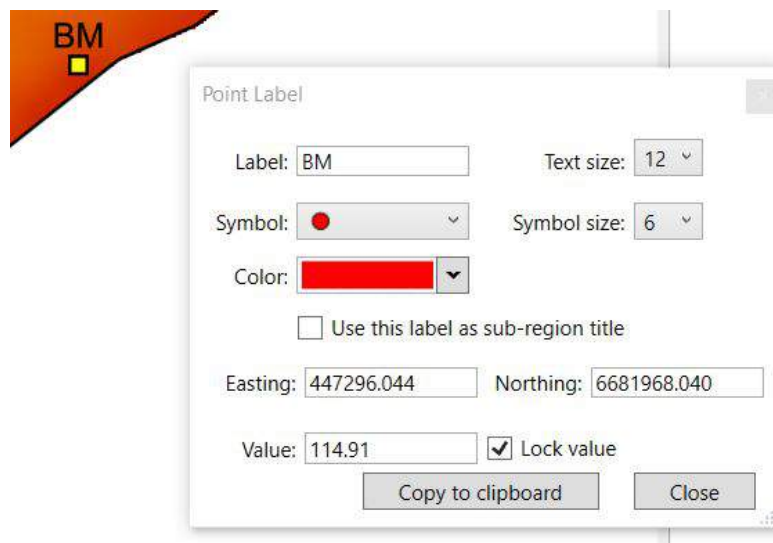 BM
Point Label
Label: BM Text size: 12
Symbol: Symbol size: 6
Color:
Use this label as sub-region title
Easting: 447296.044 Northing: 6681968.040
Value: 114.91 Lock value
Copy to clipboard Close